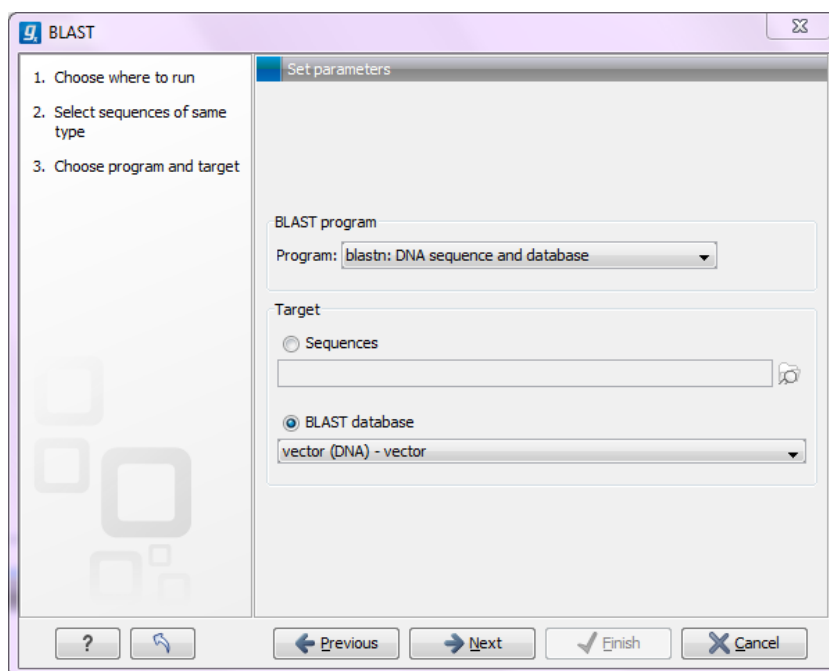 BLAST
1. Choose where to run
2. Select sequences of same
type
3. Choose program and target
Set parameters
BLAST program
Program: blastn: DNA sequence and database
Target
Sequences
BLAST database
vector (DNA) - vector
? Previous Next Finish Cancel